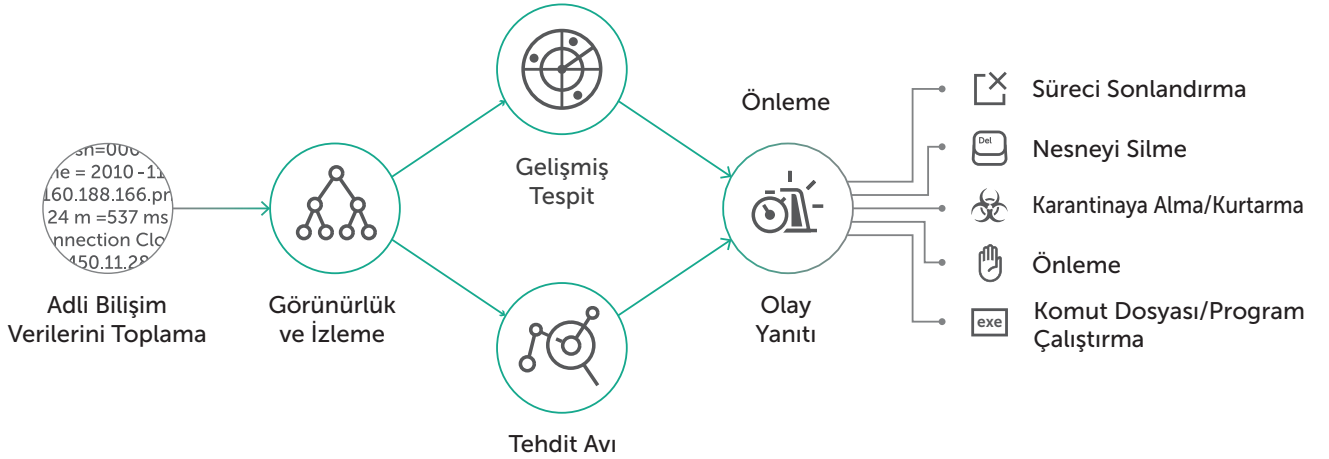 sh=000
ne = 2010-11
160.188.166.pr
24 m =537 ms
nnection Clo
450.11.28
Adli Bilişim
Verilerini Toplama
Görünürlük
ve İzleme
Gelişmiş
Tespit
Tehdit Avı
Önleme
Olay
Yanıtı
Süreci Sonlandırma
Del
Nesneyi Silme
Karantinaya Alma/Kurtarma
Önleme
exe
Komut Dosyası/Program
Çalıştırma